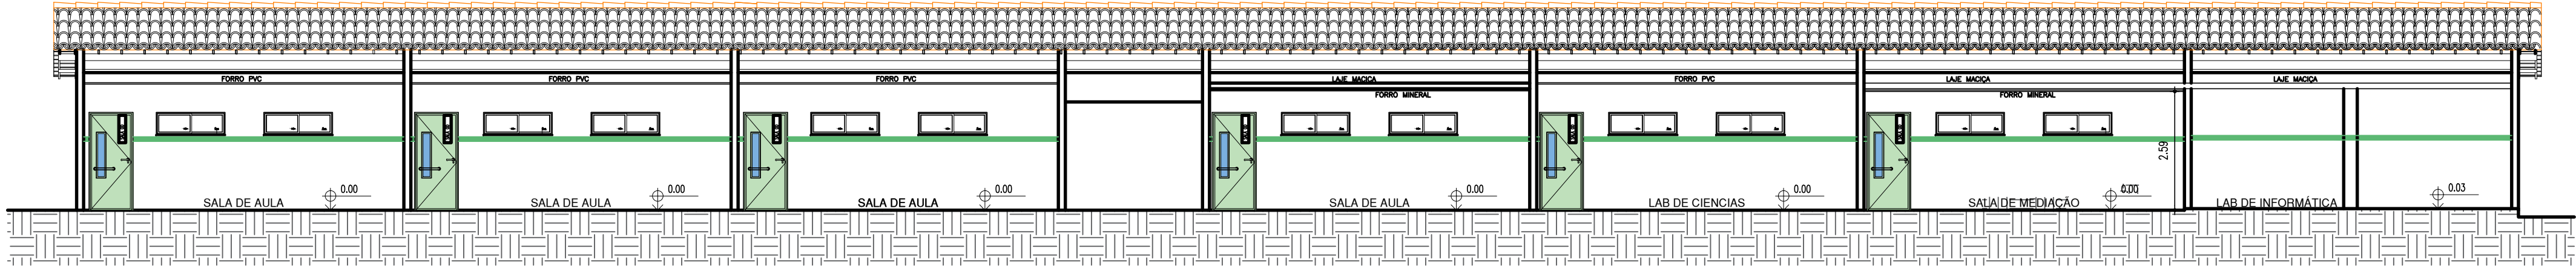 FORRO PVC
FORRO PVC
FORRO PVC
LAJE MACIÇA
FORRO PVC
LAJE MACIÇA
LAJE MACIÇA
FORRO MINERAL
FORRO MINERAL
2.59
0.00
0.00
0.00
0.00
0.00
0.00
0.03
SALA DE AULA
SALA DE AULA
SALA DE AULA
SALA DE AULA
LAB DE CIENCIAS
SALA DE MEDIAÇÃO
LAB DE INFORMÁTICA